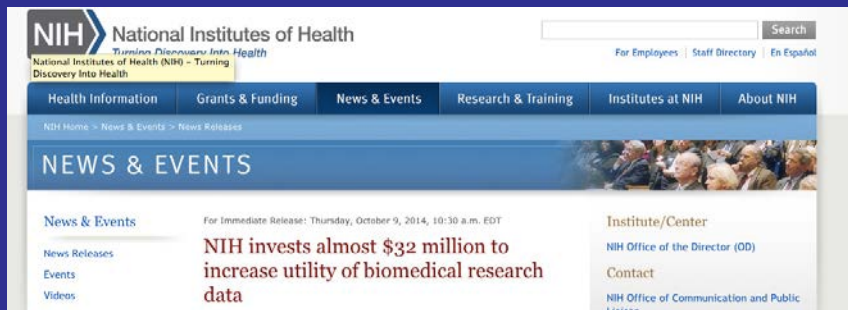 NIH National Institutes of Health
Turning Discovery Into Health
National Institutes of Health (NIH) – Turning
Discovery Into Health
Search
For Employees | Staff Directory | En Español
Health Information Grants & Funding News & Events Research & Training Institutes at NIH About NIH
NIH Home > News & Events > News Releases
NEWS & EVENTS
News & Events
News Releases
Events
Videos
For Immediate Release: Thursday, October 9, 2014, 10:30 a.m. EDT
NIH invests almost $32 million to
increase utility of biomedical research
data
Institute/Center
NIH Office of the Director (OD)
Contact
NIH Office of Communication and Public
Liaison